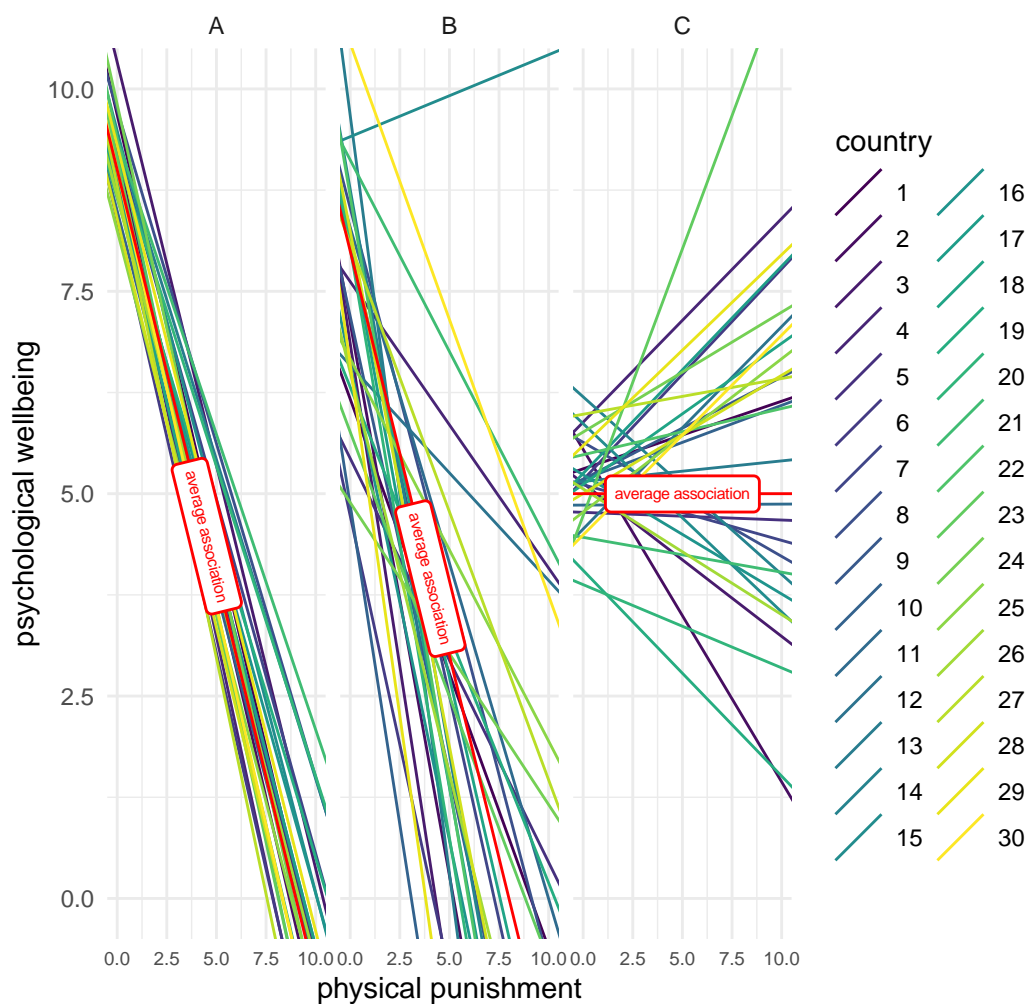 A B C
10.0
7.5
5.0
2.5
0.0
psychological wellbeing
average association
average association
average association
0.0 2.5 5.0 7.5 10.0 0.0 2.5 5.0 7.5 10.0 0.0 2.5 5.0 7.5 10.0
physical punishment
country
1 16
2 17
3 18
4 19
5 20
6 21
7 22
8 23
9 24
10 25
11 26
12 27
13 28
14 29
15 30